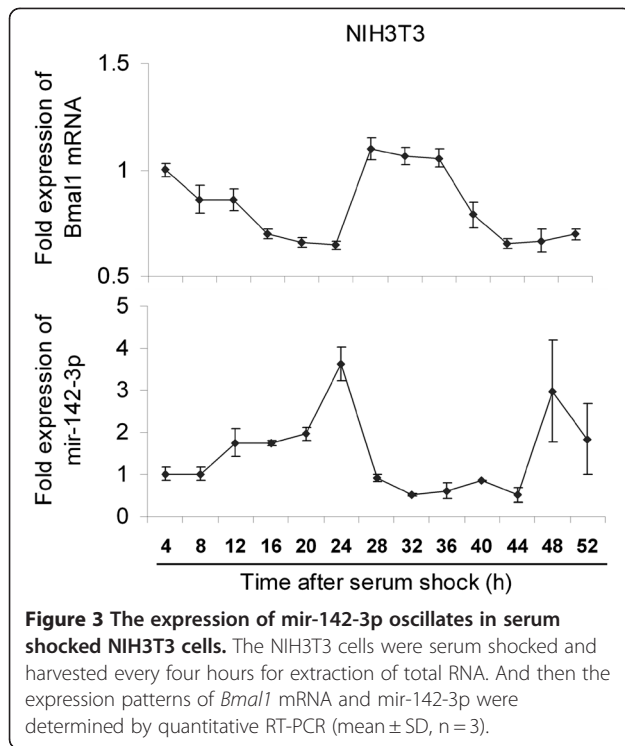 NIH3T3
Fold expression of
Bmal1 mRNA
1.5
1
0.5
Fold expression of
mir-142-3p
5
4
3
2
1
0
4 8 12 16 20 24 28 32 36 40 44 48 52
Time after serum shock (h)
Figure 3 The expression of mir-142-3p oscillates in serum
shocked NIH3T3 cells. The NIH3T3 cells were serum shocked and
harvested every four hours for extraction of total RNA. And then the
expression patterns of Bmal1 mRNA and mir-142-3p were
determined by quantitative RT-PCR (mean ± SD, n = 3).